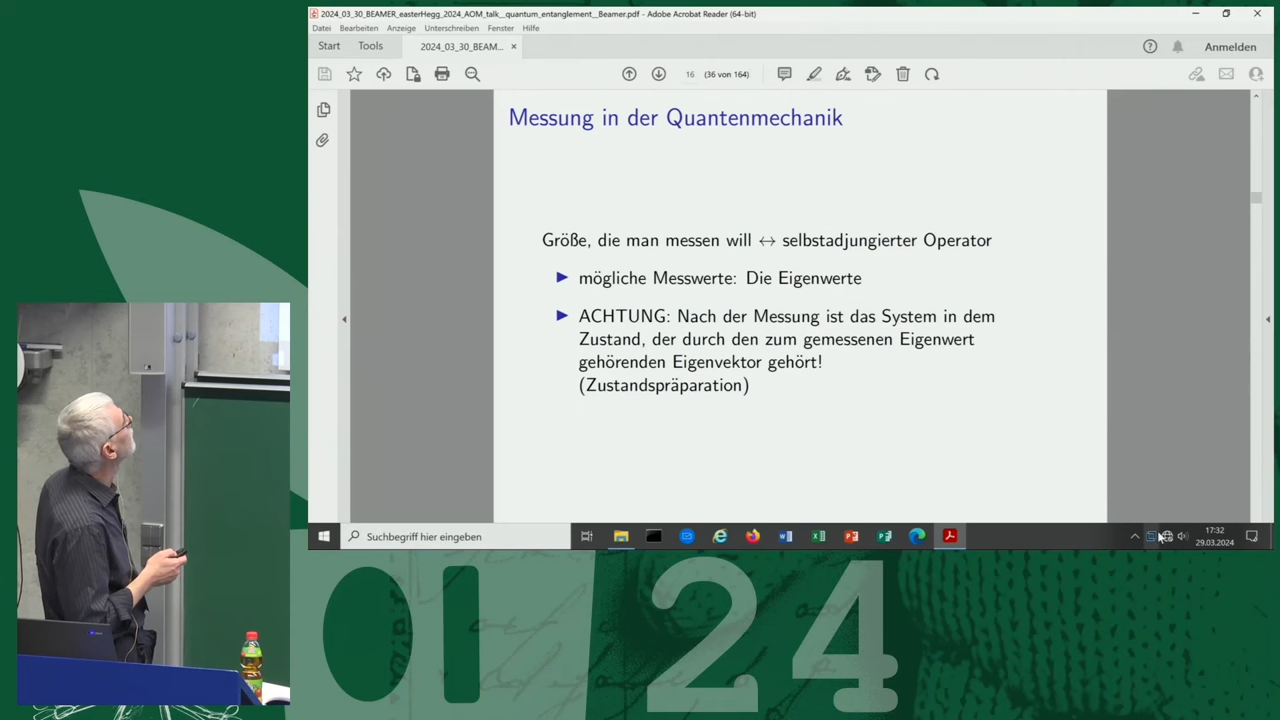 2024_03_30_BEAMER_easterHegg_2024_AOM_talk__quantum_entanglement__Beamer.pdf - Adobe Acrobat Reader (64-bit)
Datei Bearbeiten Anzeige Unterschreiben Fenster Hilfe
Start Tools 2024_03_30_BEAM... × Anmelden
16 (36 von 164)
Messung in der Quantenmechanik
Größe, die man messen will ↔ selbstadjungierter Operator
▶ mögliche Messwerte: Die Eigenwerte
▶ ACHTUNG: Nach der Messung ist das System in dem
Zustand, der durch den zum gemessenen Eigenwert
gehörenden Eigenvektor gehört!
(Zustandspräparation)
Suchbegriff hier eingeben
17:32
29.03.2024
24